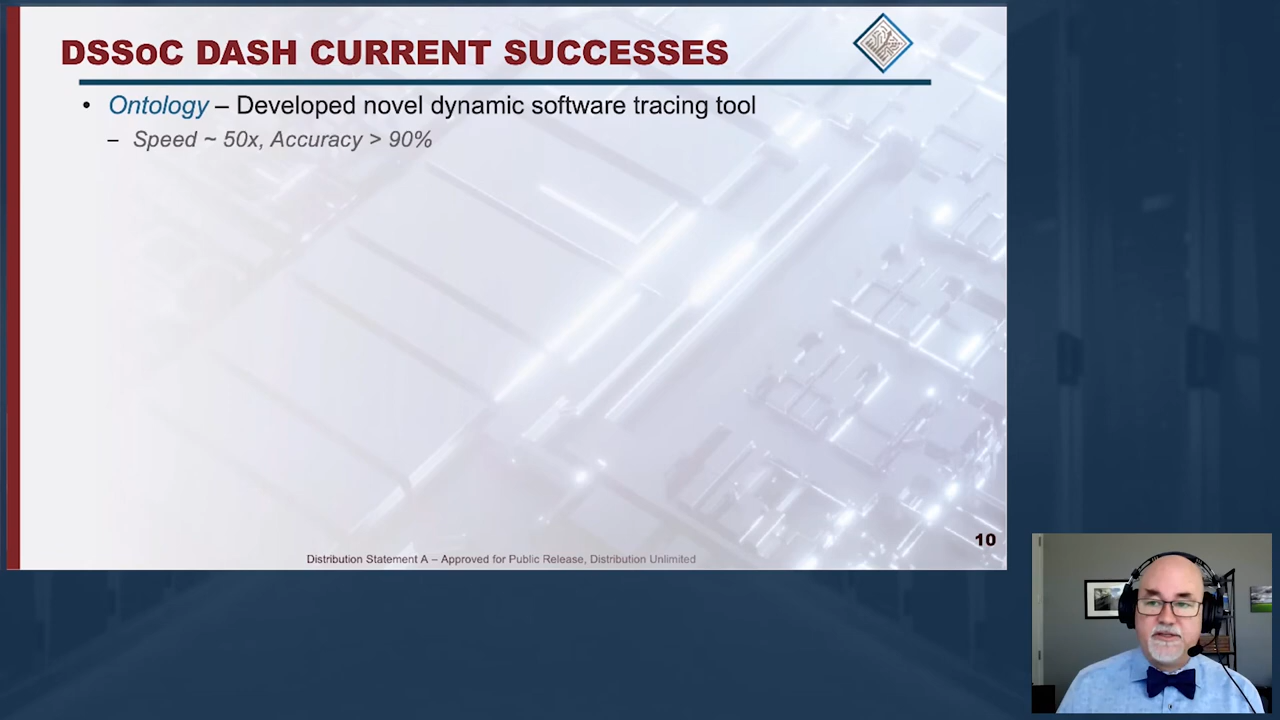 DSSoC DASH CURRENT SUCCESSES
• Ontology – Developed novel dynamic software tracing tool
– Speed ~ 50x, Accuracy > 90%
10
Distribution Statement A – Approved for Public Release, Distribution Unlimited